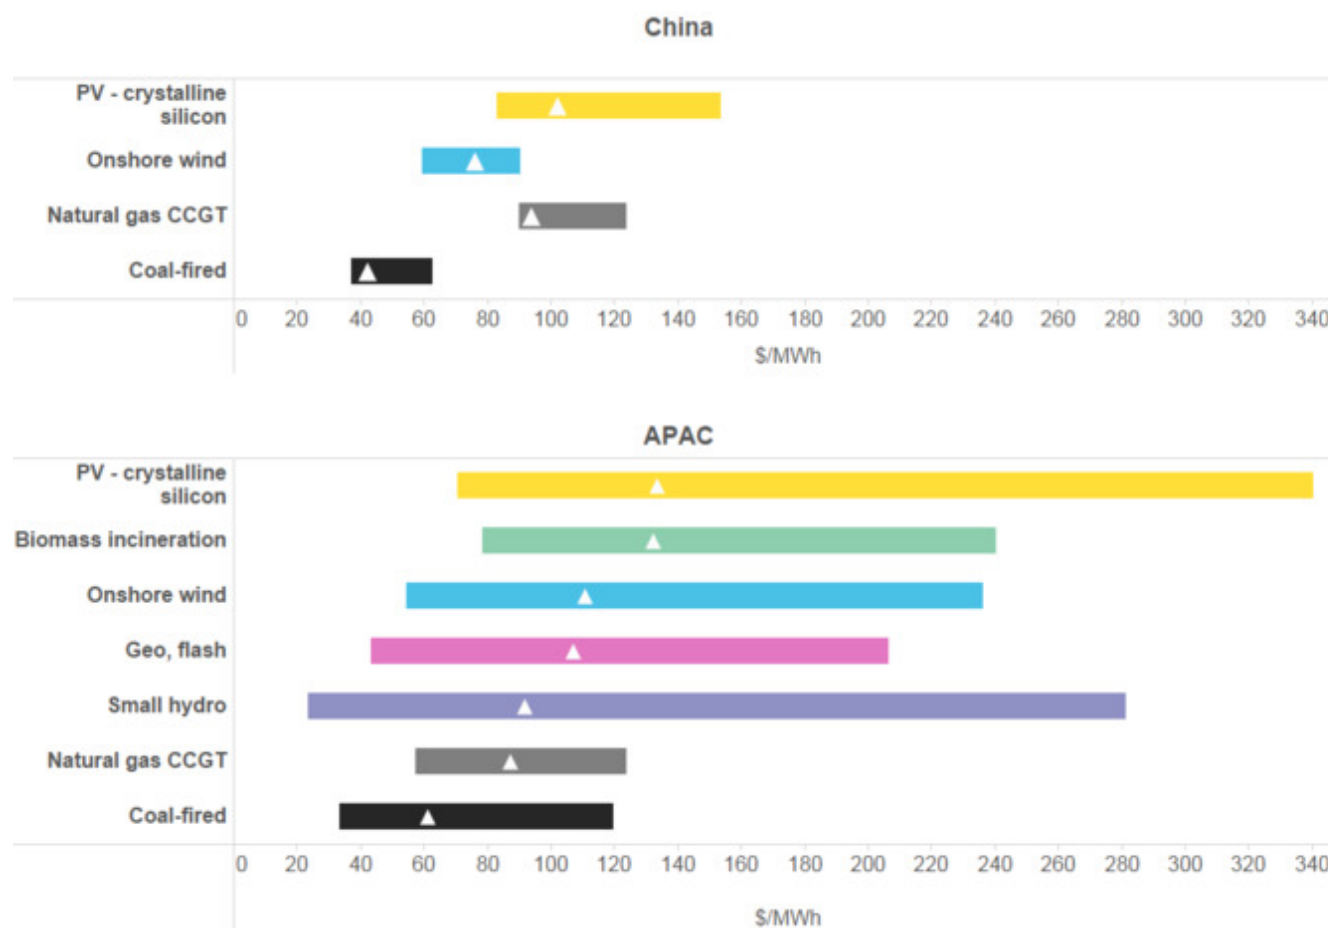 China
PV - crystalline
silicon
Onshore wind
Natural gas CCGT
Coal-fired
0 20 40 60 80 100 120 140 160 180 200 220 240 260 280 300 320 340
$/MWh
APAC
PV - crystalline
silicon
Biomass incineration
Onshore wind
Geo, flash
Small hydro
Natural gas CCGT
Coal-fired
0 20 40 60 80 100 120 140 160 180 200 220 240 260 280 300 320 340
$/MWh